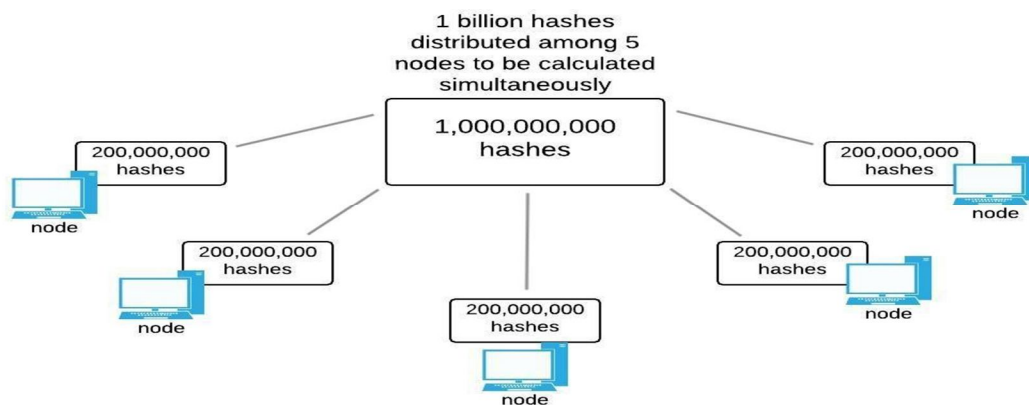 1 billion hashes
distributed among 5
nodes to be calculated
simultaneously
1,000,000,000
hashes
200,000,000
hashes
node
200,000,000
hashes
node
200,000,000
hashes
node
200,000,000
hashes
node
200,000,000
hashes
node